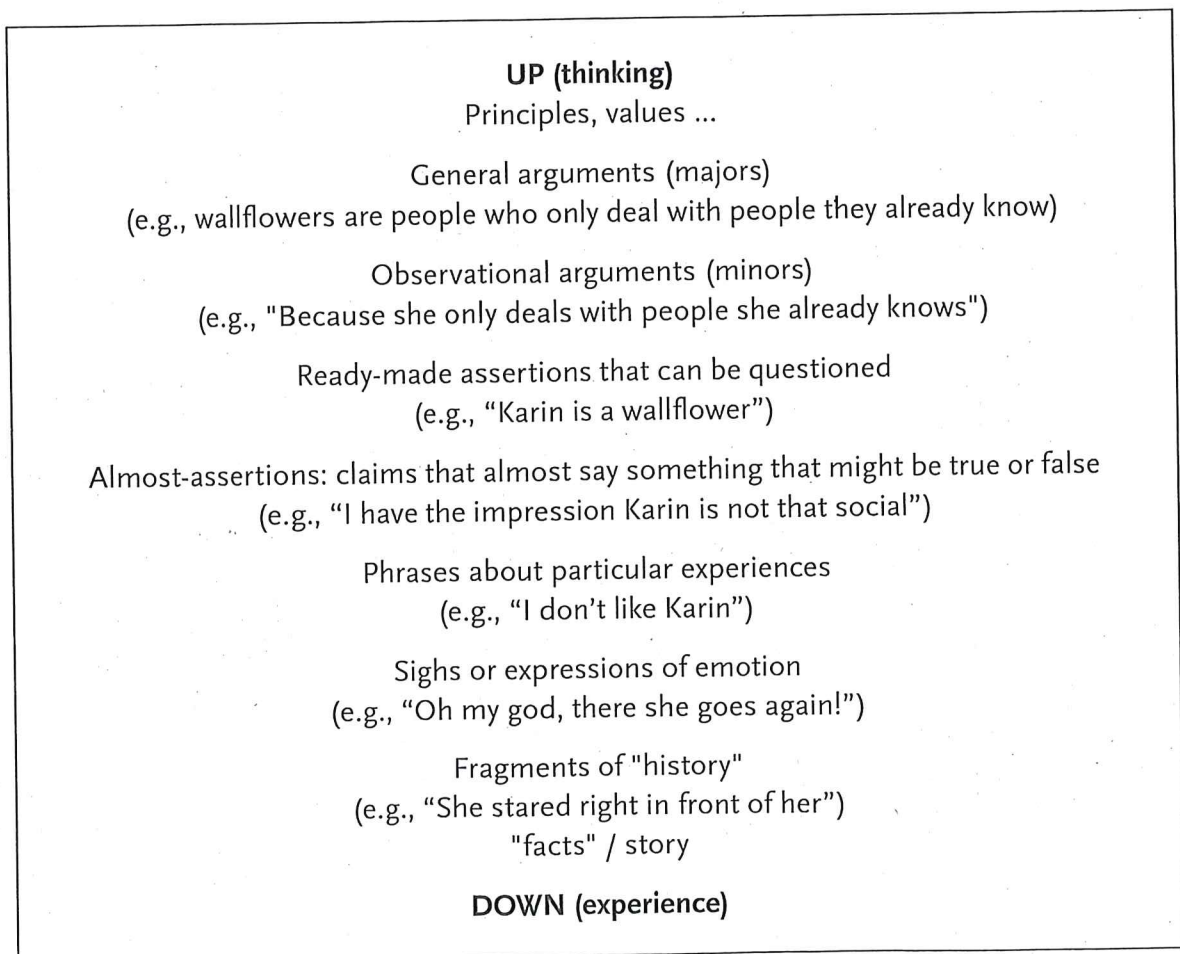 UP (thinking)
Principles, values ...
General arguments (majors)
(e.g., wallflowers are people who only deal with people they already know)
Observational arguments (minors)
(e.g., "Because she only deals with people she already knows")
Ready-made assertions that can be questioned
(e.g., “Karin is a wallflower”)
Almost-assertions: claims that almost say something that might be true or false
(e.g., “I have the impression Karin is not that social”)
Phrases about particular experiences
(e.g., “I don’t like Karin”)
Sighs or expressions of emotion
(e.g., “Oh my god, there she goes again!”)
Fragments of "history"
(e.g., “She stared right in front of her”)
"facts" / story
DOWN (experience)